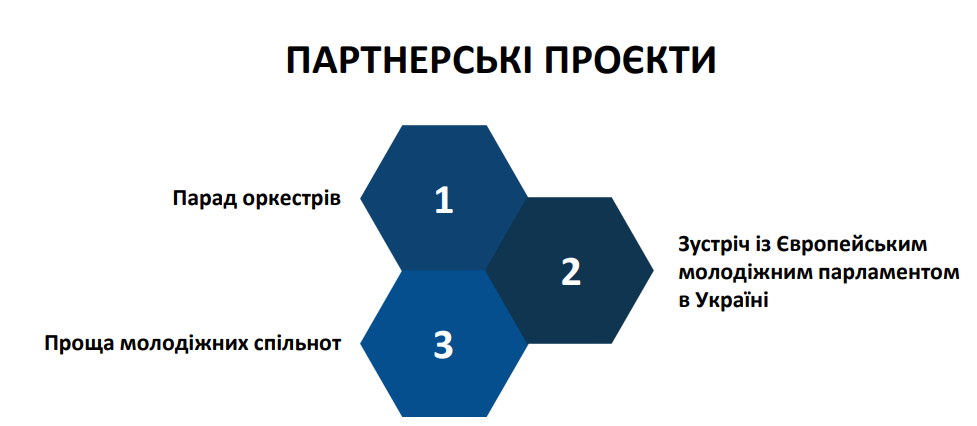 ПАРТНЕРСЬКІ ПРОЄКТИ
1
Парад оркестрів
2
Зустріч із Європейським
молодіжним парламентом
в Україні
3
Проща молодіжних спільнот